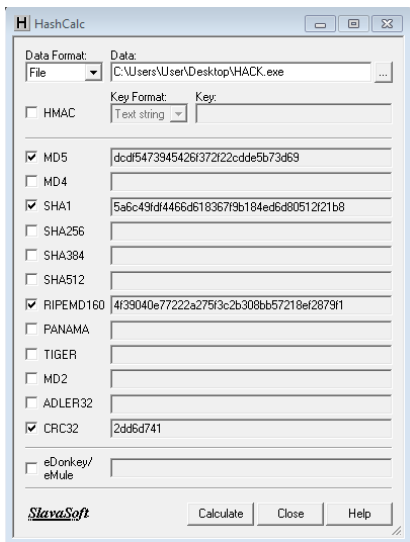 H HashCalc
Data Format: Data:
File C:\Users\User\Desktop\HACK.exe ...
Key Format: Key:
HMAC Text string
MD5 dcdf5473945426f372f22cdde5b73d69
MD4
SHA1 5a6c49fdf4466d618367f9b184ed6d80512f21b8
SHA256
SHA384
SHA512
RIPEMD160 4f39040e77222a275f3c2b308bb57218ef2879f1
PANAMA
TIGER
MD2
ADLER32
CRC32 2dd6d741
eDonkey/
eMule
SlavaSoft Calculate Close Help